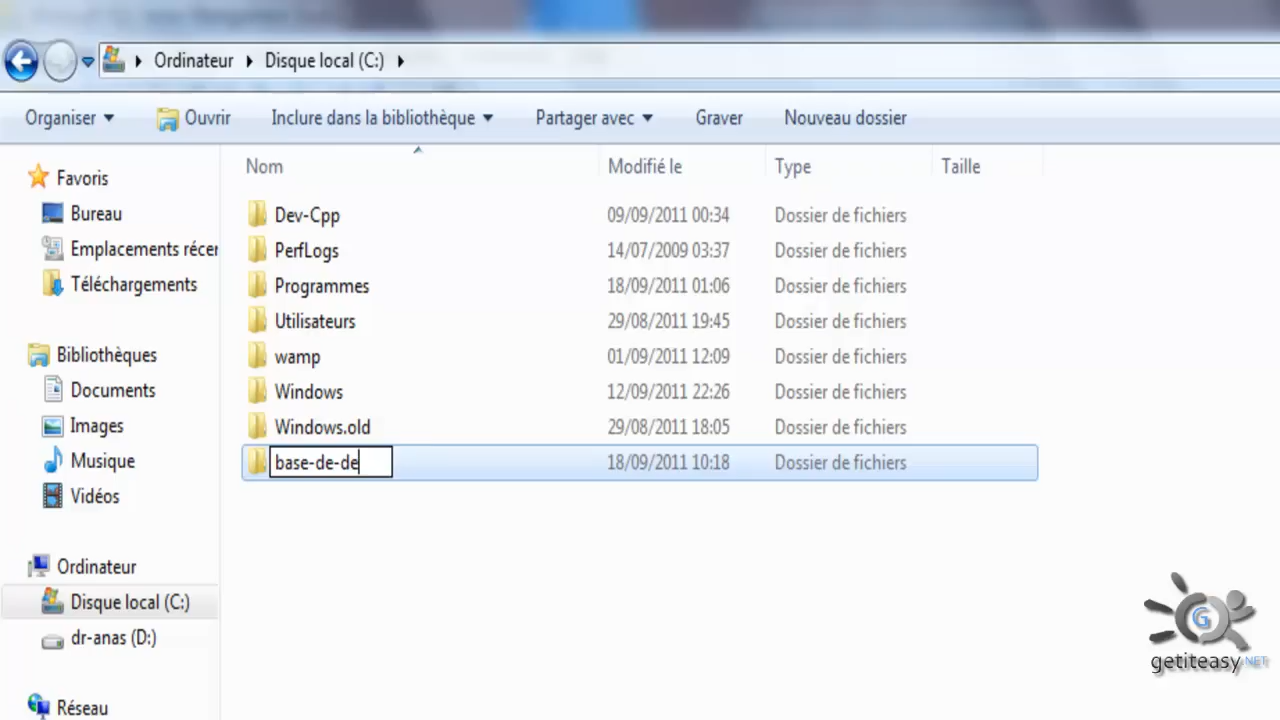 Ordinateur Disque local (C:)
Organiser Ouvrir Inclure dans la bibliothèque Partager avec Graver Nouveau dossier
Nom Modifié le Type Taille
Favoris
Bureau
Emplacements récer
Téléchargements
Bibliothèques
Documents
Images
Musique
Vidéos
Ordinateur
Disque local (C:)
dr-anas (D:)
Réseau
Dev-Cpp 09/09/2011 00:34 Dossier de fichiers
PerfLogs 14/07/2009 03:37 Dossier de fichiers
Programmes 18/09/2011 01:06 Dossier de fichiers
Utilisateurs 29/08/2011 19:45 Dossier de fichiers
wamp 01/09/2011 12:09 Dossier de fichiers
Windows 12/09/2011 22:26 Dossier de fichiers
Windows.old 29/08/2011 18:05 Dossier de fichiers
base-de-de 18/09/2011 10:18 Dossier de fichiers
G
getiteasy.NET